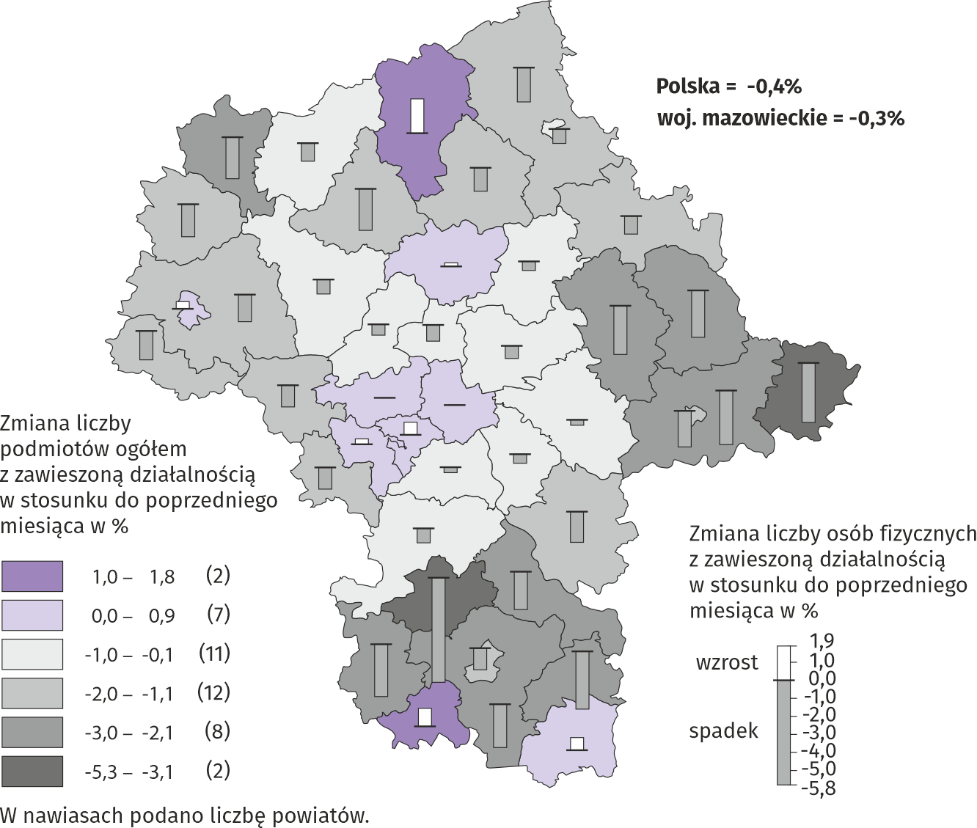 Polska = -0,4%
woj. mazowieckie = -0,3%
Zmiana liczby
podmiotów ogółem
z zawieszoną działalnością
w stosunku do poprzedniego
miesiąca w %
1,0 – 1,8 (2)
0,0 – 0,9 (7)
-1,0 – -0,1 (11)
-2,0 – -1,1 (12)
-3,0 – -2,1 (8)
-5,3 – -3,1 (2)
W nawiasach podano liczbę powiatów.
Zmiana liczby osób fizycznych
z zawieszoną działalnością
w stosunku do poprzedniego
miesiąca w %
wzrost
spadek
1,9
1,0
0,0
-1,0
-2,0
-3,0
-4,0
-5,0
-5,8